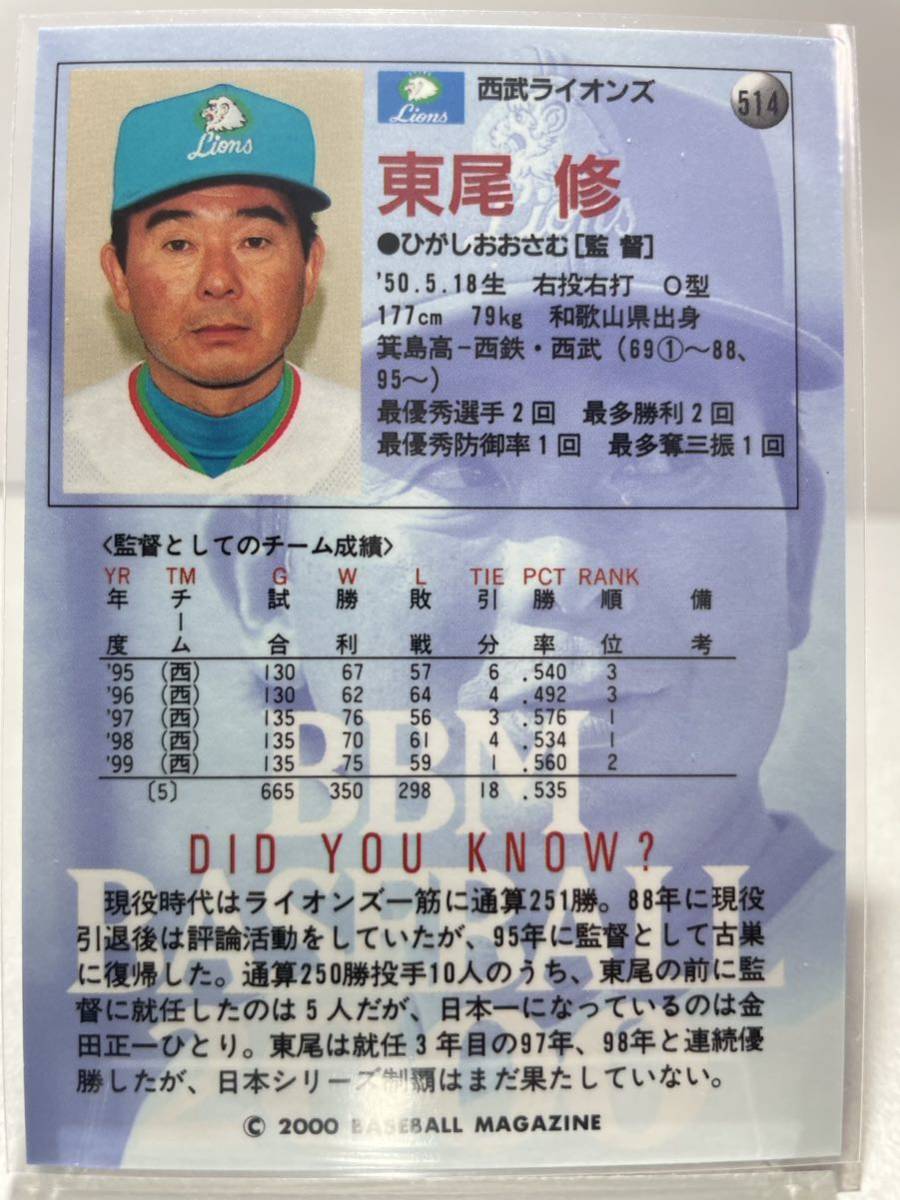 Lions
Lions
西武ライオンズ
514
東尾 修
●ひがしおおさむ[監 督]
'50.5.18生 右投右打 O型
177cm 79kg 和歌山県出身
箕島高-西鉄・西武(69①~88、
95~)
最優秀選手2回 最多勝利2回
最優秀防御率1回 最多奪三振1回
〈監督としてのチーム成績〉
YR TM G W L TIE PCT RANK
年度 チーム 試合 勝利 敗戦 引分 勝率 順位 備考
'95 (西) 130 67 57 6 .540 3
'96 (西) 130 62 64 4 .492 3
'97 (西) 135 76 56 3 .576 1
'98 (西) 135 70 61 4 .534 1
'99 (西) 135 75 59 1 .560 2
〔5〕 665 350 298 18 .535
BBM
BASEBALL
2000
DID YOU KNOW?
現役時代はライオンズ一筋に通算251勝。88年に現役
引退後は評論活動をしていたが、95年に監督として古巣
に復帰した。通算250勝投手10人のうち、東尾の前に監
督に就任したのは5人だが、日本一になっているのは金
田正一ひとり。東尾は就任3年目の97年、98年と連続優
勝したが、日本シリーズ制覇はまだ果たしていない。
© 2000 BASEBALL MAGAZINE